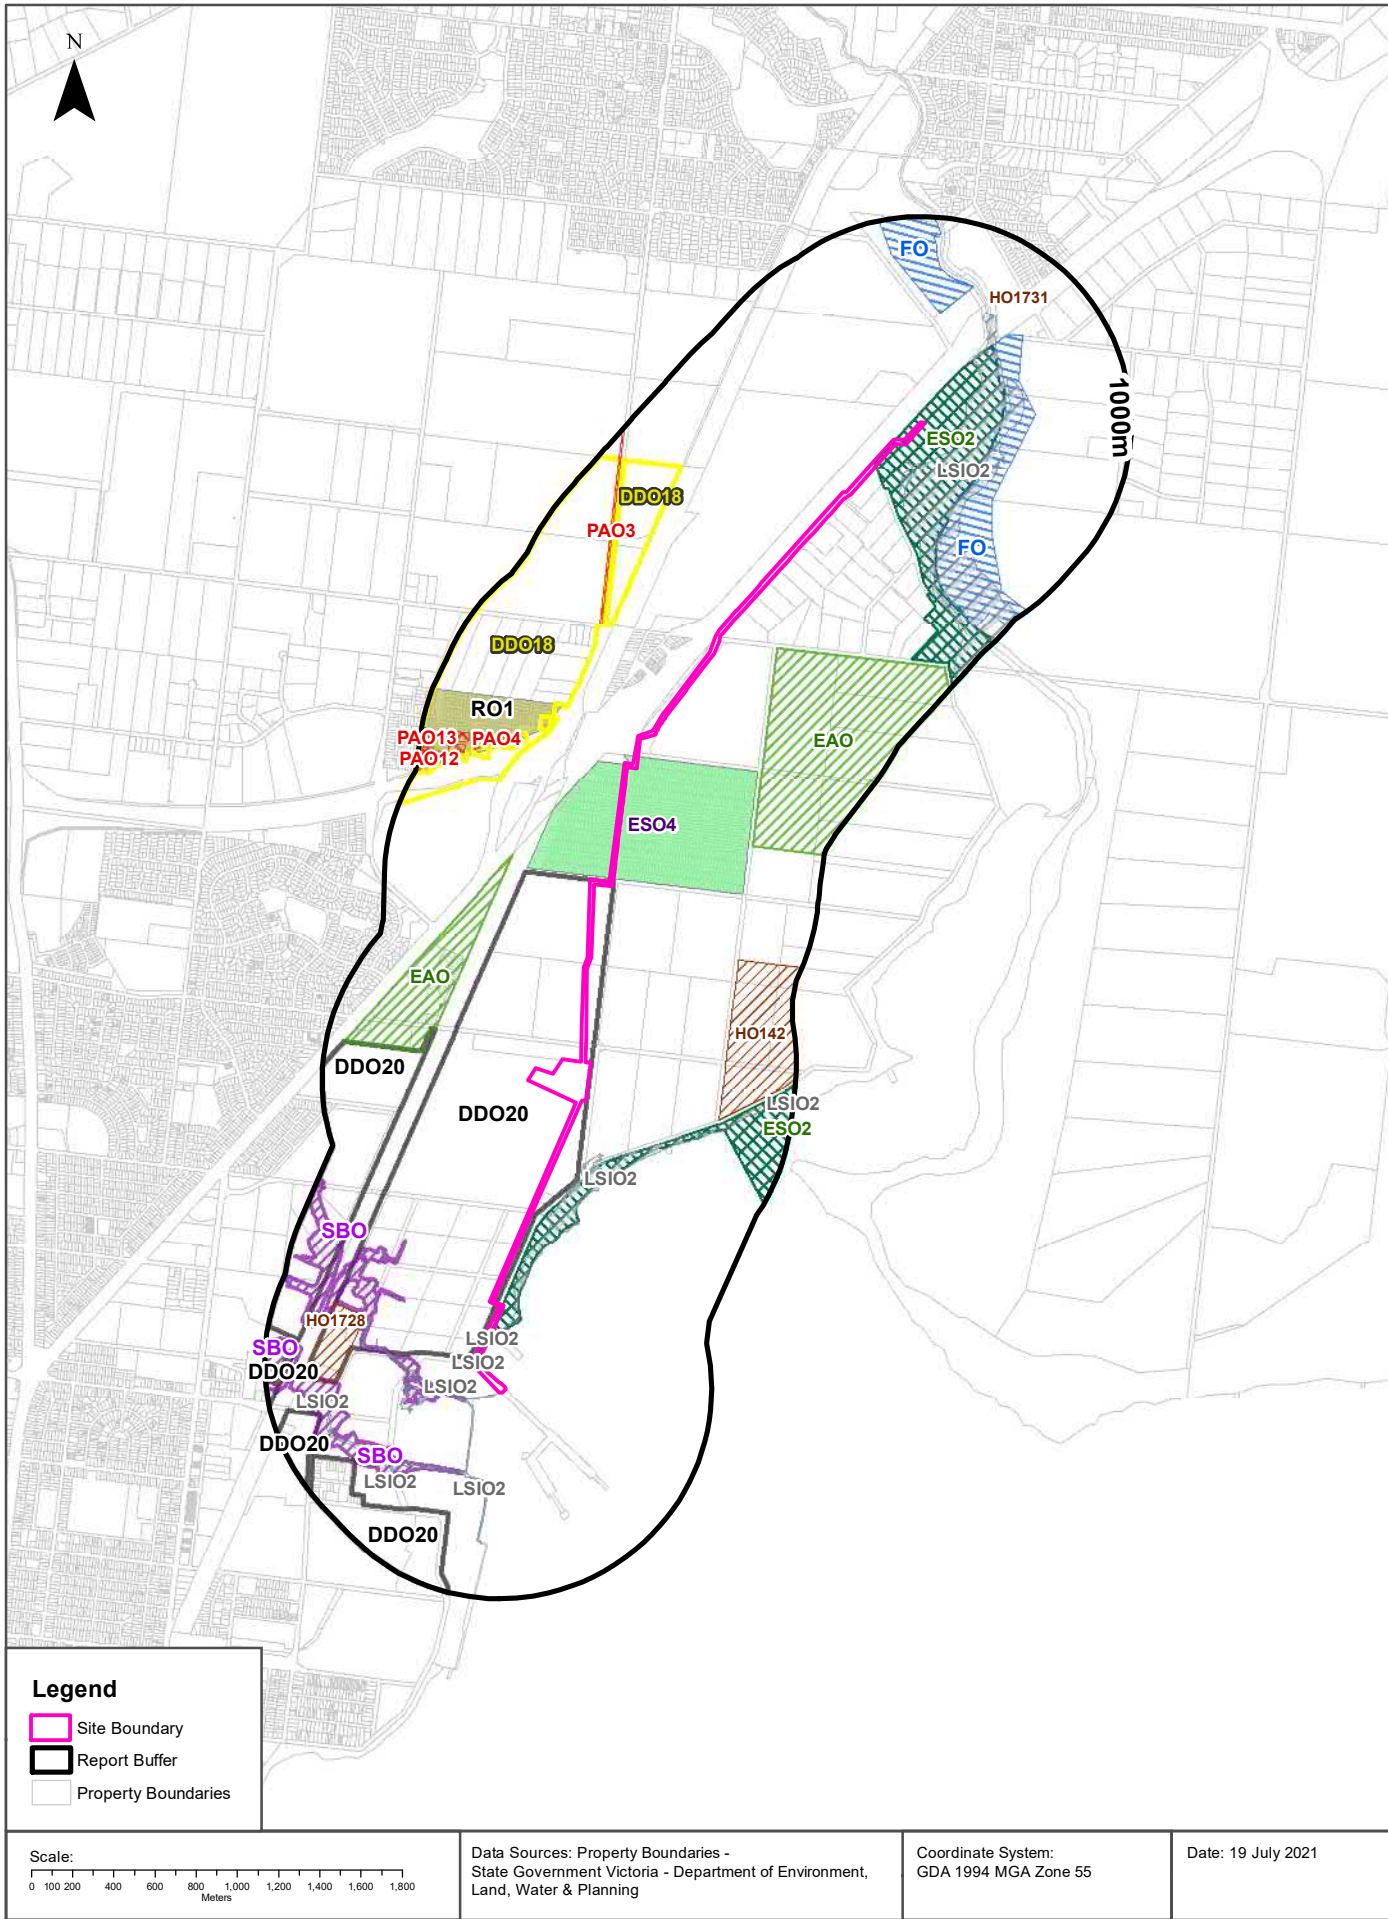 N
FO
HO1731
1000m
ESO2
LSIO2
DDO18
PAO3
FO
DDO18
RO1
PAO13
PAO4
PAO12
EAO
ESO4
EAO
HO142
DDO20
LSIO2
DDO20
ESO2
LSIO2
SBO
HO1728
LSIO2
SBO
LSIO2
DDO20
LSIO2
LSIO2
DDO20
SBO
LSIO2
LSIO2
DDO20
Legend
Site Boundary
Report Buffer
Property Boundaries
Scale:
0 100 200 400 600 800 1,000 1,200 1,400 1,600 1,800
Meters
Data Sources: Property Boundaries -
State Government Victoria - Department of Environment,
Land, Water & Planning
Coordinate System:
GDA 1994 MGA Zone 55
Date: 19 July 2021